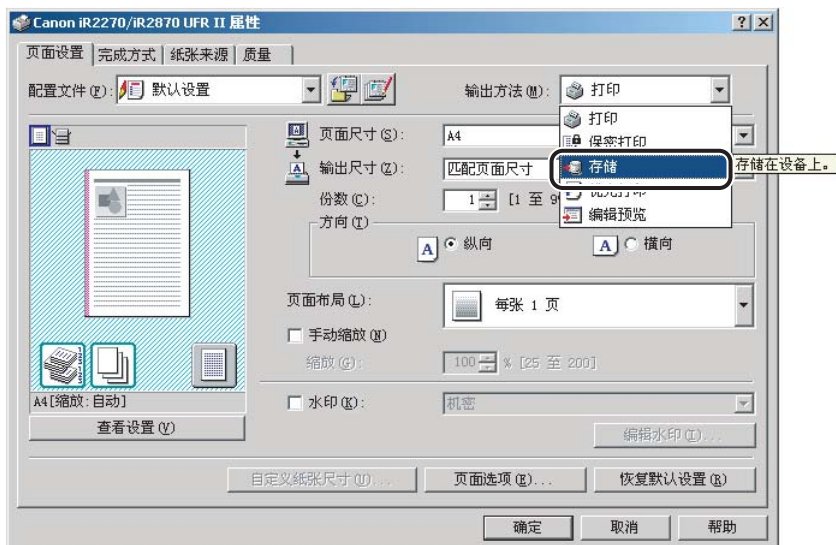 Canon iR2270/iR2870 UFR II 属性
页面设置 完成方式 纸张来源 质量
配置文件(F): 默认设置
输出方法(M): 打印
打印
保密打印
存储
优先打印
编辑预览
存储在设备上。
页面尺寸(S): A4
输出尺寸(Z): 匹配页面尺寸
份数(C): 1 [1 至 9
方向(T)
A 纵向 A 横向
页面布局(L): 每张 1 页
手动缩放(N)
缩放(G): 100 % [25 至 200]
A4[缩放:自动]
查看设置(V)
水印(K): 机密
编辑水印(I)...
自定义纸张尺寸(U)... 页面选项(E)... 恢复默认设置(R)
确定 取消 帮助